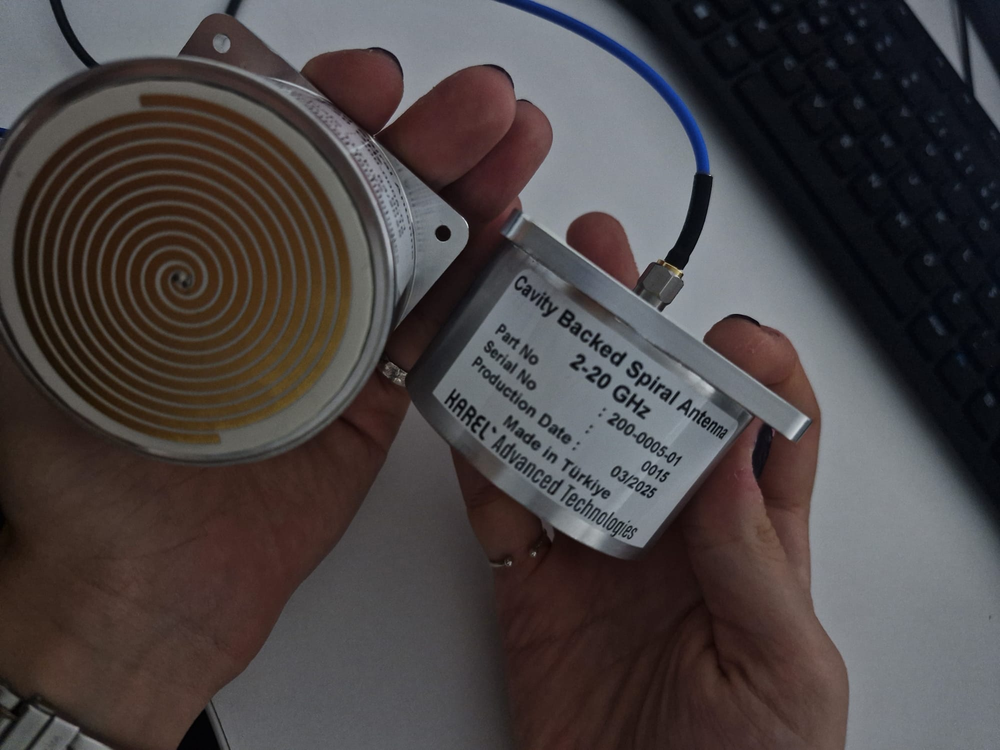 Cavity Backed Spiral Antenna
2-20 GHz
Part No : 200-0005-01
Serial No : 0015
Production Date : 03/2025
Made in Türkiye
KAREL Advanced Technologies